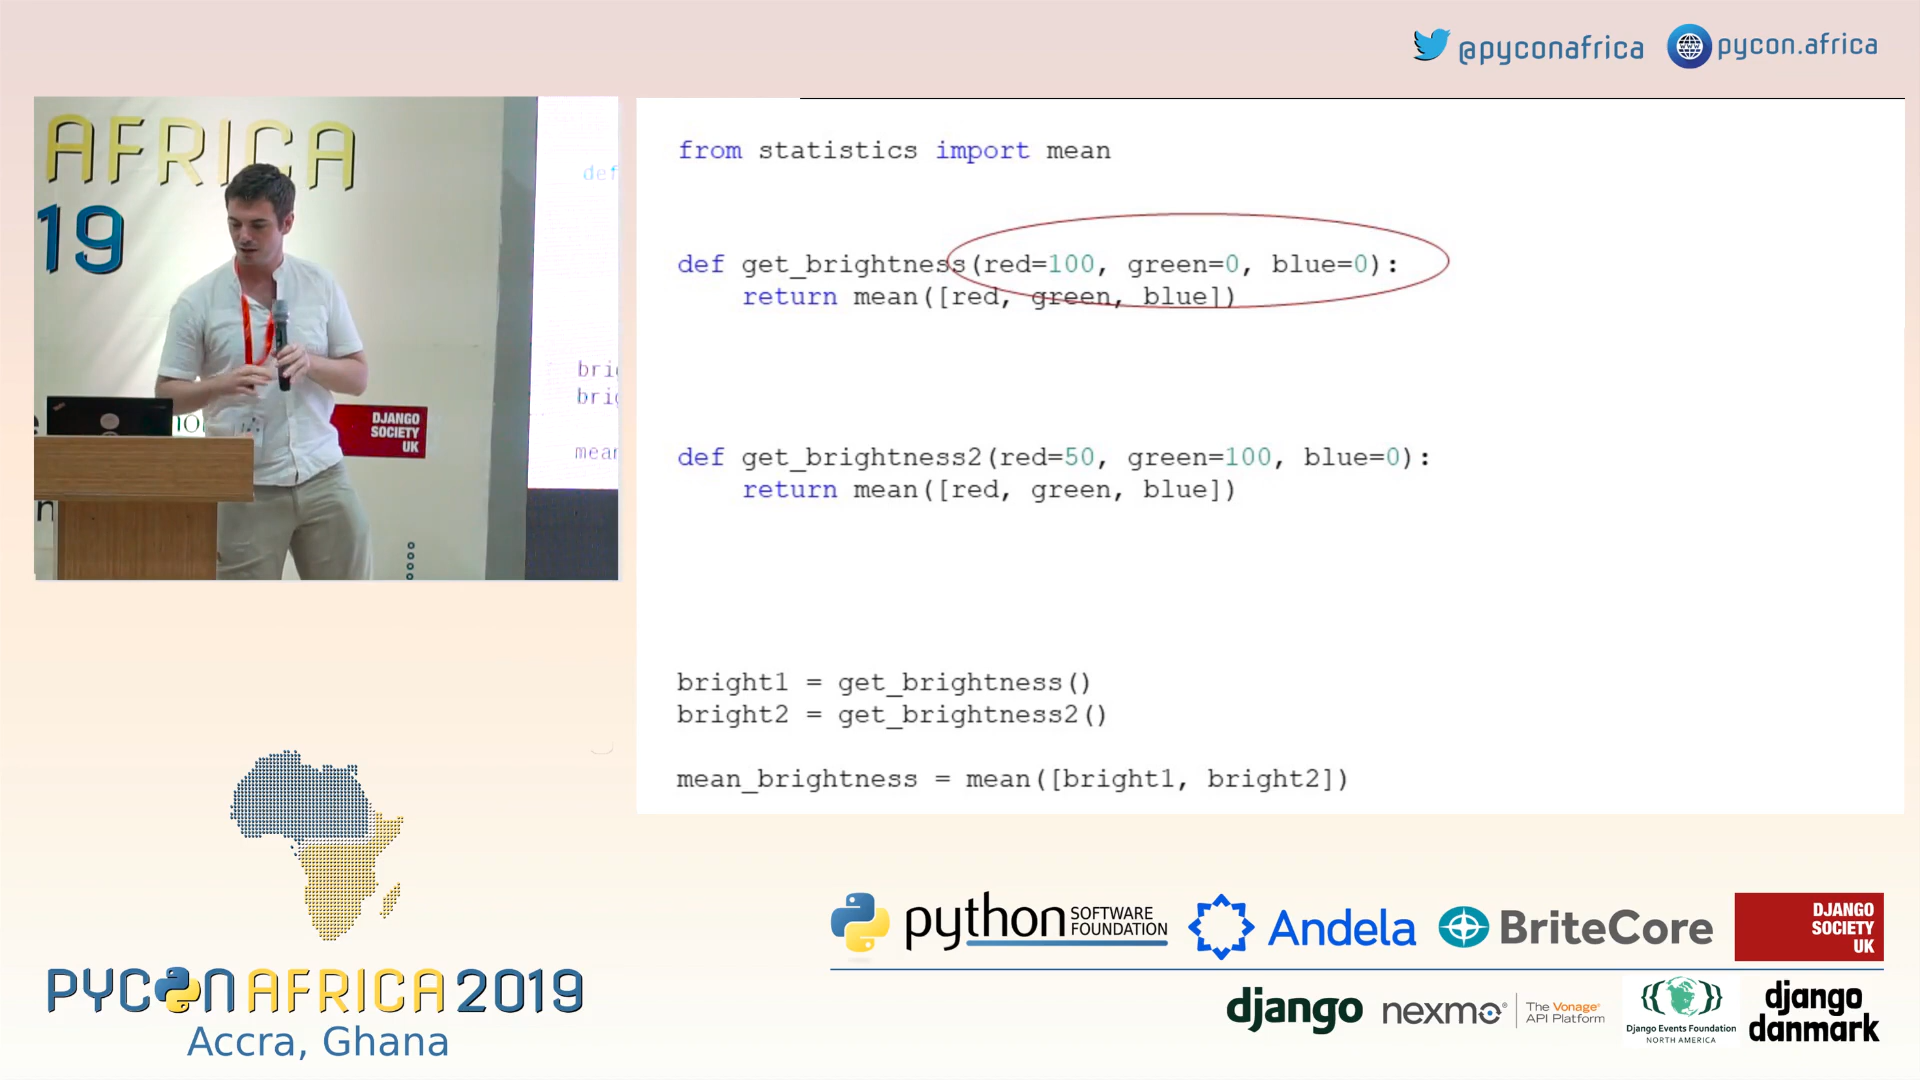 @pyconafrica pycon.africa
AFRICA
19
def
DJANGO
SOCIETY
UK
from statistics import mean
def get_brightness(red=100, green=0, blue=0):
    return mean([red, green, blue])
def get_brightness2(red=50, green=100, blue=0):
    return mean([red, green, blue])
bright1 = get_brightness()
bright2 = get_brightness2()
mean_brightness = mean([bright1, bright2])
PYCON AFRICA 2019
Accra, Ghana
python SOFTWARE
FOUNDATION
Andela
BriteCore
DJANGO
SOCIETY
UK
django
nexmo
The Vonage®
API Platform
Django Events Foundation
NORTH AMERICA
django
danmark